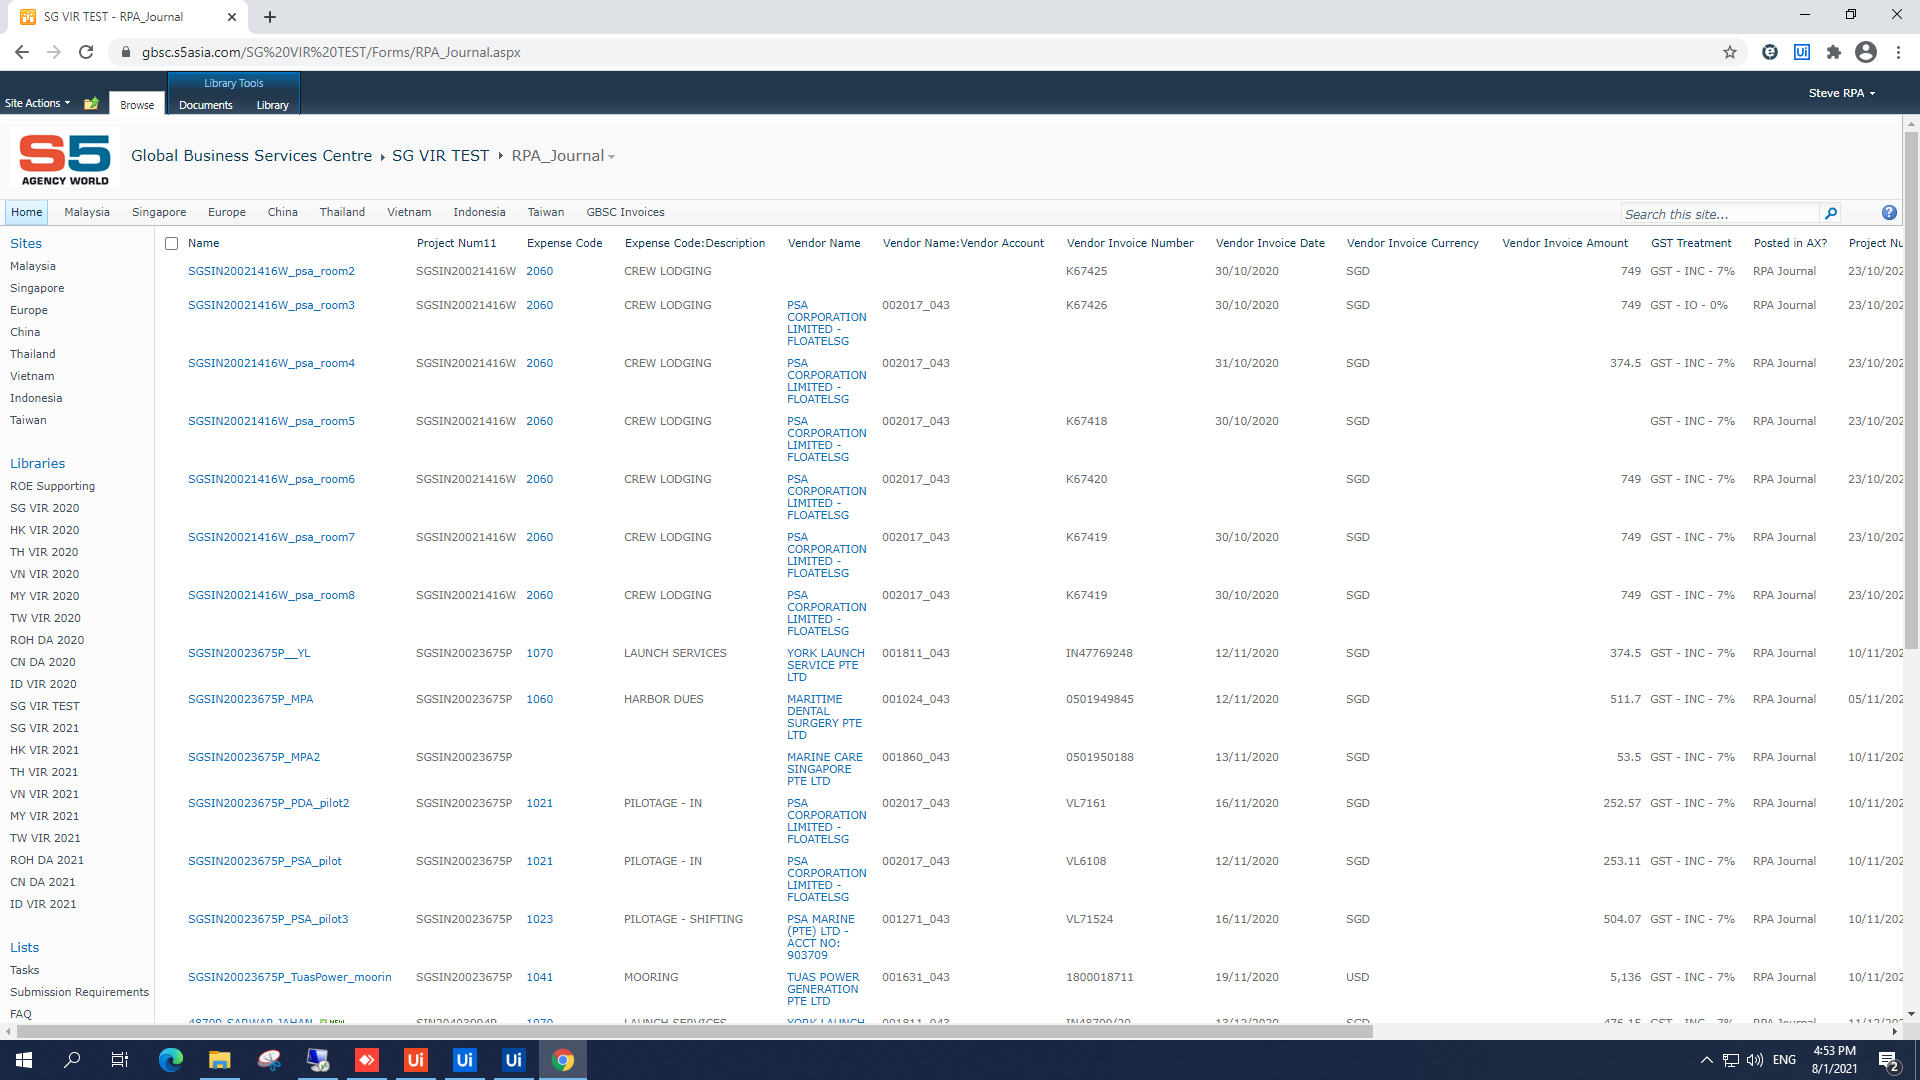 SG VIR TEST - RPA_Journal
gbsc.s5asia.com/SG%20VIR%20TEST/Forms/RPA_Journal.aspx
Library Tools
Site Actions Browse Documents Library Steve RPA
S5 AGENCY WORLD
Global Business Services Centre SG VIR TEST RPA_Journal
Home Malaysia Singapore Europe China Thailand Vietnam Indonesia Taiwan GBSC Invoices Search this site...
Sites
Malaysia
Singapore
Europe
China
Thailand
Vietnam
Indonesia
Taiwan
Libraries
ROE Supporting
SG VIR 2020
HK VIR 2020
TH VIR 2020
VN VIR 2020
MY VIR 2020
TW VIR 2020
ROH DA 2020
CN DA 2020
ID VIR 2020
SG VIR TEST
SG VIR 2021
HK VIR 2021
TH VIR 2021
VN VIR 2021
MY VIR 2021
TW VIR 2021
ROH DA 2021
CN DA 2021
ID VIR 2021
Lists
Tasks
Submission Requirements
FAQ
Name Project Num11 Expense Code Expense Code:Description Vendor Name Vendor Name:Vendor Account Vendor Invoice Number Vendor Invoice Date Vendor Invoice Currency Vendor Invoice Amount GST Treatment Posted in AX? Project Nu
SGSIN20021416W_psa_room2 SGSIN20021416W 2060 CREW LODGING K67425 30/10/2020 SGD 749 GST - INC - 7% RPA Journal 23/10/202
SGSIN20021416W_psa_room3 SGSIN20021416W 2060 CREW LODGING PSA 002017_043 K67426 30/10/2020 SGD 749 GST - IO - 0% RPA Journal 23/10/202
CORPORATION
LIMITED -
FLOATELSG
SGSIN20021416W_psa_room4 SGSIN20021416W 2060 CREW LODGING PSA 002017_043 31/10/2020 SGD 374.5 GST - INC - 7% RPA Journal 23/10/202
CORPORATION
LIMITED -
FLOATELSG
SGSIN20021416W_psa_room5 SGSIN20021416W 2060 CREW LODGING PSA 002017_043 K67418 30/10/2020 SGD GST - INC - 7% RPA Journal 23/10/202
CORPORATION
LIMITED -
FLOATELSG
SGSIN20021416W_psa_room6 SGSIN20021416W 2060 CREW LODGING PSA 002017_043 K67420 SGD 749 GST - INC - 7% RPA Journal 23/10/202
CORPORATION
LIMITED -
FLOATELSG
SGSIN20021416W_psa_room7 SGSIN20021416W 2060 CREW LODGING PSA 002017_043 K67419 30/10/2020 SGD 749 GST - INC - 7% RPA Journal 23/10/202
CORPORATION
LIMITED -
FLOATELSG
SGSIN20021416W_psa_room8 SGSIN20021416W 2060 CREW LODGING PSA 002017_043 K67419 30/10/2020 SGD 749 GST - INC - 7% RPA Journal 23/10/202
CORPORATION
LIMITED -
FLOATELSG
SGSIN20023675P__YL SGSIN20023675P 1070 LAUNCH SERVICES YORK LAUNCH 001811_043 IN47769248 12/11/2020 SGD 374.5 GST - INC - 7% RPA Journal 10/11/202
SERVICE PTE
LTD
SGSIN20023675P_MPA SGSIN20023675P 1060 HARBOR DUES MARITIME 001024_043 0501949845 12/11/2020 SGD 511.7 GST - INC - 7% RPA Journal 05/11/202
DENTAL
SURGERY PTE
LTD
SGSIN20023675P_MPA2 SGSIN20023675P MARINE CARE 001860_043 0501950188 13/11/2020 SGD 53.5 GST - INC - 7% RPA Journal 10/11/202
SINGAPORE
PTE LTD
SGSIN20023675P_PDA_pilot2 SGSIN20023675P 1021 PILOTAGE - IN PSA 002017_043 VL7161 16/11/2020 SGD 252.57 GST - INC - 7% RPA Journal 10/11/202
CORPORATION
LIMITED -
FLOATELSG
SGSIN20023675P_PSA_pilot SGSIN20023675P 1021 PILOTAGE - IN PSA 002017_043 VL6108 12/11/2020 SGD 253.11 GST - INC - 7% RPA Journal 10/11/202
CORPORATION
LIMITED -
FLOATELSG
SGSIN20023675P_PSA_pilot3 SGSIN20023675P 1023 PILOTAGE - SHIFTING PSA MARINE 001271_043 VL71524 16/11/2020 SGD 504.07 GST - INC - 7% RPA Journal 10/11/202
(PTE) LTD -
ACCT NO:
903709
SGSIN20023675P_TuasPower_moorin SGSIN20023675P 1041 MOORING TUAS POWER 001631_043 1800018711 19/11/2020 USD 5,136 GST - INC - 7% RPA Journal 10/11/202
GENERATION
PTE LTD
ENG 4:53 PM
8/1/2021
2